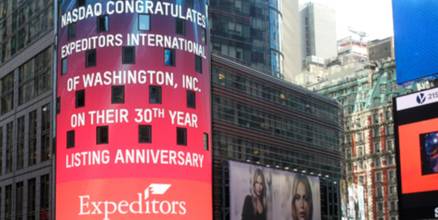 NASDAQ CONGRATULATES
EXPEDITORS INTERNATIONAL
OF WASHINGTON, INC.
ON THEIR 30TH YEAR
LISTING ANNIVERSARY
Expeditors